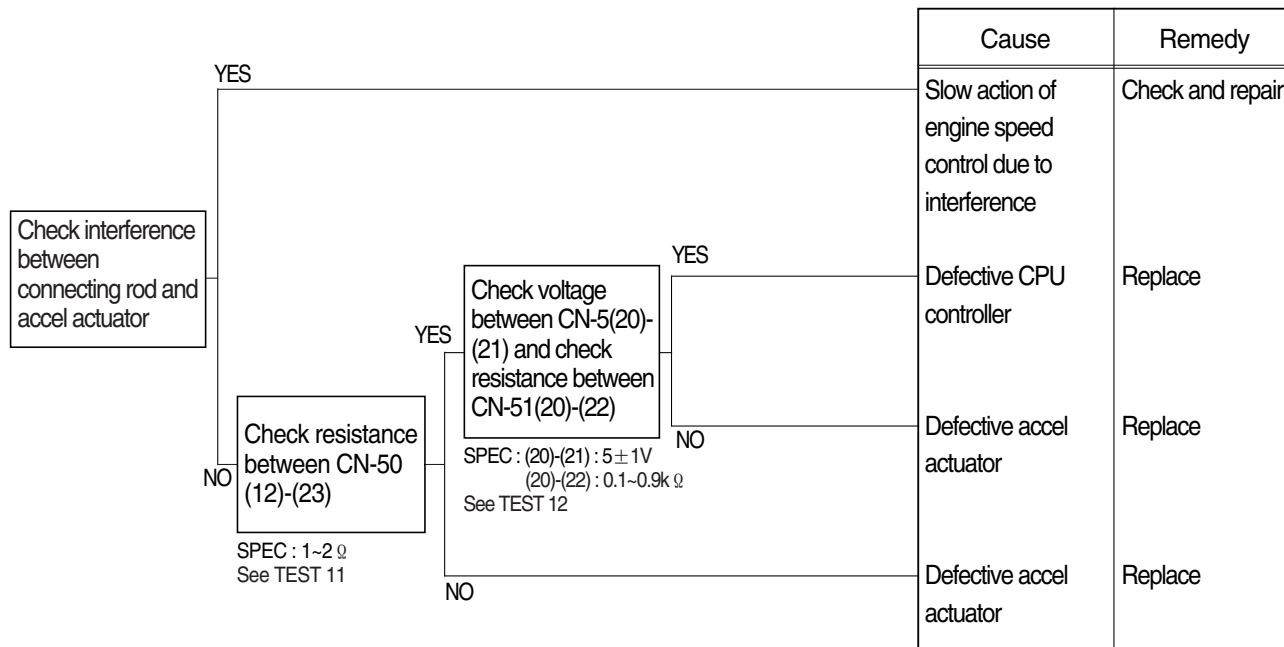 Cause
Remedy
YES
Slow action of
engine speed
control due to
interference
Check and repair
Check interference
between
connecting rod and
accel actuator
YES
Defective CPU
controller
Replace
YES
Check voltage
between CN-5(20)-
(21) and check
resistance between
CN-51(20)-(22)
NO
Defective accel
actuator
Replace
SPEC : (20)-(21) : 5±1V
(20)-(22) : 0.1~0.9k Ω
See TEST 12
NO
Check resistance
between CN-50
(12)-(23)
SPEC : 1~2 Ω
See TEST 11
NO
Defective accel
actuator
Replace